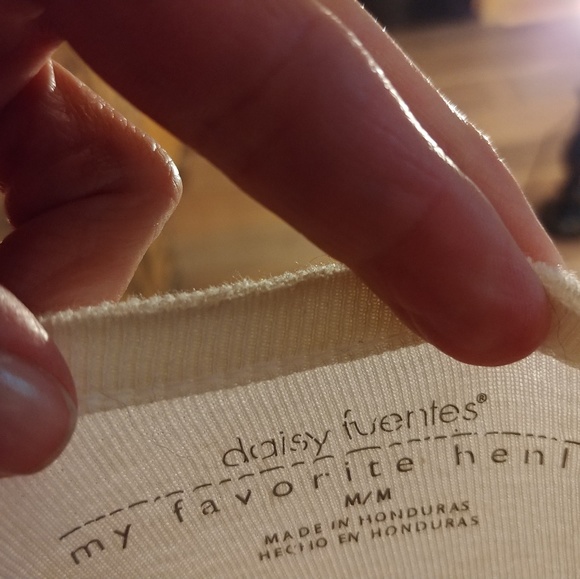 daisy fuentes®
my favorite henl
M/M
MADE IN HONDURAS
HECHO EN HONDURAS